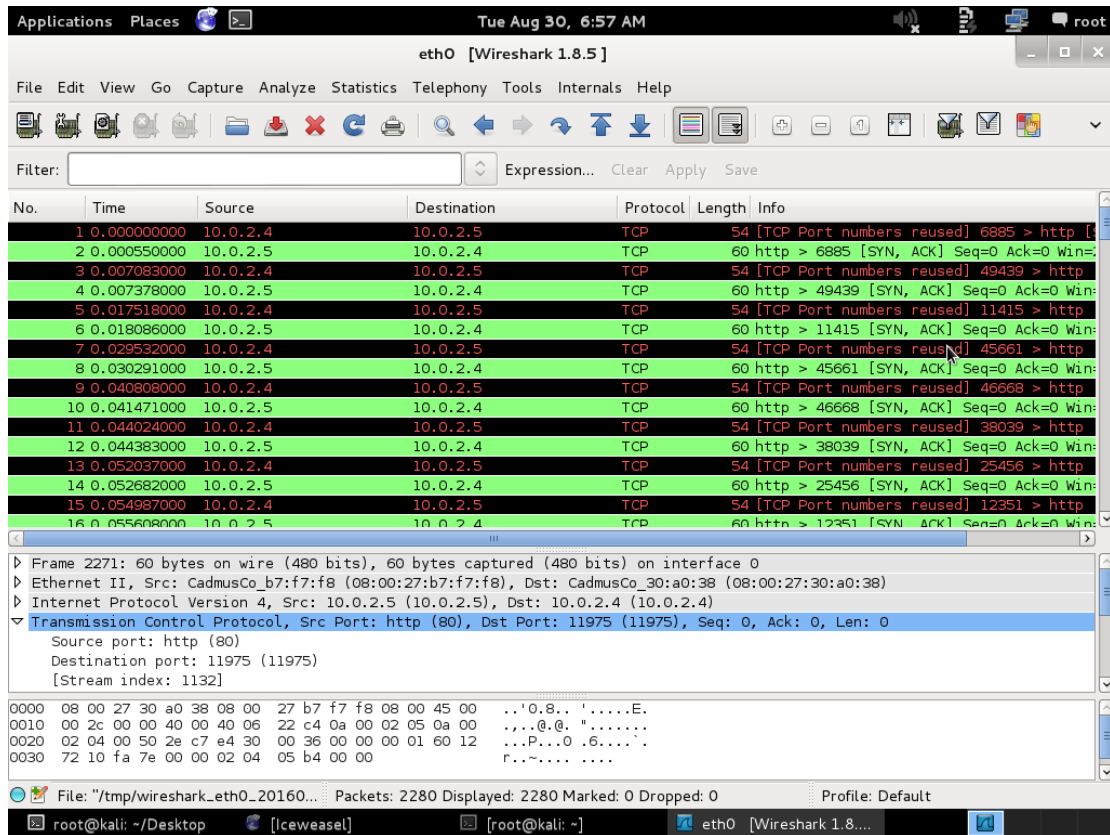 Applications Places Tue Aug 30, 6:57 AM root
eth0 [Wireshark 1.8.5 ]
File Edit View Go Capture Analyze Statistics Telephony Tools Internals Help
Filter: Expression... Clear Apply Save
No. Time Source Destination Protocol Length Info
1 0.000000000 10.0.2.4 10.0.2.5 TCP 54 [TCP Port numbers reused] 6885 > http
2 0.000550000 10.0.2.5 10.0.2.4 TCP 60 http > 6885 [SYN, ACK] Seq=0 Ack=0 Win=
3 0.007083000 10.0.2.4 10.0.2.5 TCP 54 [TCP Port numbers reused] 49439 > http
4 0.007378000 10.0.2.5 10.0.2.4 TCP 60 http > 49439 [SYN, ACK] Seq=0 Ack=0 Win=
5 0.017518000 10.0.2.4 10.0.2.5 TCP 54 [TCP Port numbers reused] 11415 > http
6 0.018086000 10.0.2.5 10.0.2.4 TCP 60 http > 11415 [SYN, ACK] Seq=0 Ack=0 Win=
7 0.029532000 10.0.2.4 10.0.2.5 TCP 54 [TCP Port numbers reused] 45661 > http
8 0.030291000 10.0.2.5 10.0.2.4 TCP 60 http > 45661 [SYN, ACK] Seq=0 Ack=0 Win=
9 0.040808000 10.0.2.4 10.0.2.5 TCP 54 [TCP Port numbers reused] 46668 > http
10 0.041471000 10.0.2.5 10.0.2.4 TCP 60 http > 46668 [SYN, ACK] Seq=0 Ack=0 Win=
11 0.044024000 10.0.2.4 10.0.2.5 TCP 54 [TCP Port numbers reused] 38039 > http
12 0.044383000 10.0.2.5 10.0.2.4 TCP 60 http > 38039 [SYN, ACK] Seq=0 Ack=0 Win=
13 0.052037000 10.0.2.4 10.0.2.5 TCP 54 [TCP Port numbers reused] 25456 > http
14 0.052682000 10.0.2.5 10.0.2.4 TCP 60 http > 25456 [SYN, ACK] Seq=0 Ack=0 Win=
15 0.054987000 10.0.2.4 10.0.2.5 TCP 54 [TCP Port numbers reused] 12351 > http
16 0.055608000 10.0.2.5 10.0.2.4 TCP 60 http > 12351 [SYN, ACK] Seq=0 Ack=0 Win=
Frame 2271: 60 bytes on wire (480 bits), 60 bytes captured (480 bits) on interface 0
Ethernet II, Src: CadmusCo_b7:f7:f8 (08:00:27:b7:f7:f8), Dst: CadmusCo_30:a0:38 (08:00:27:30:a0:38)
Internet Protocol Version 4, Src: 10.0.2.5 (10.0.2.5), Dst: 10.0.2.4 (10.0.2.4)
Transmission Control Protocol, Src Port: http (80), Dst Port: 11975 (11975), Seq: 0, Ack: 0, Len: 0
Source port: http (80)
Destination port: 11975 (11975)
[Stream index: 1132]
0000 08 00 27 30 a0 38 08 00 27 b7 f7 f8 08 00 45 00 ..'0.8.. '.....E.
0010 00 2c 00 00 40 00 40 06 22 c4 0a 00 02 05 0a 00 .,..@.@. ".......
0020 02 04 00 50 2e c7 e4 30 00 36 00 00 00 01 60 12 ...P...0 .6....`.
0030 72 10 fa 7e 00 00 02 04 05 b4 00 00 r..~.... ....
File: "/tmp/wireshark_eth0_20160... Packets: 2280 Displayed: 2280 Marked: 0 Dropped: 0 Profile: Default
root@kali: ~/Desktop [Iceweasel] [root@kali: ~] eth0 [Wireshark 1.8....